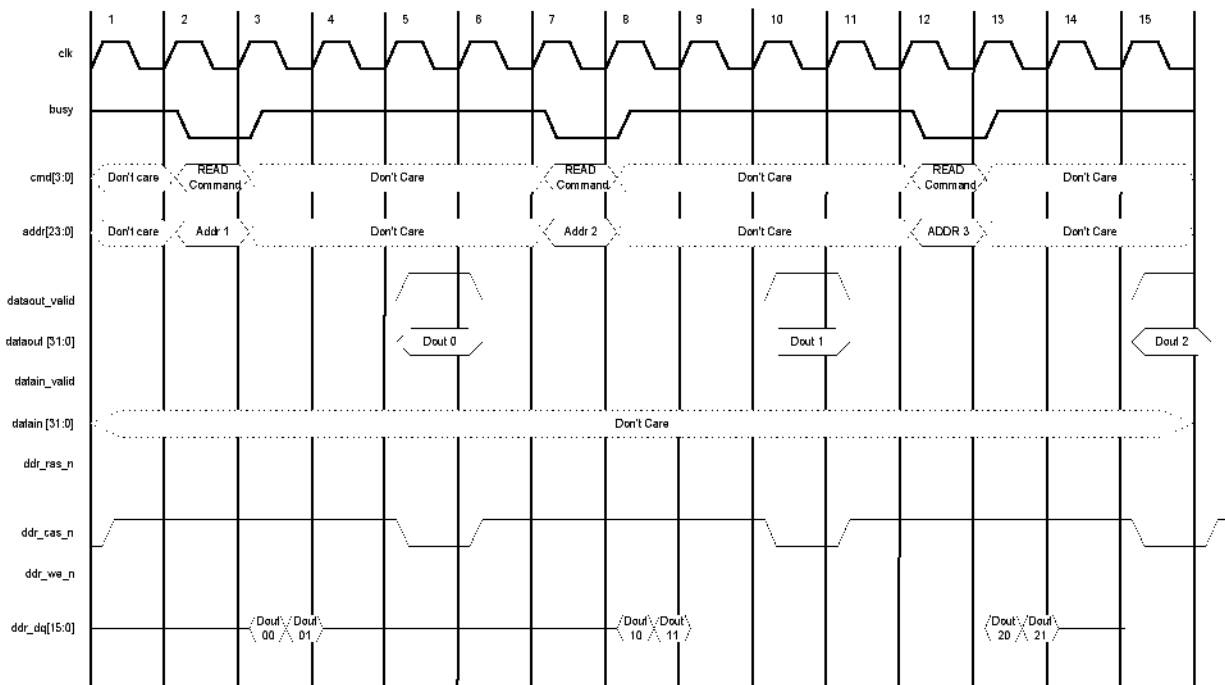 1 2 3 4 5 6 7 8 9 10 11 12 13 14 15
clk
busy
cmd[3:0] Don't care READ Command Don't Care READ Command Don't Care READ Command Don't Care
addr[23:0] Don't care Addr 1 Don't Care Addr 2 Don't Care ADDR 3 Don't Care
dataout_valid
dataout [31:0] Dout 0 Dout 1 Dout 2
datain_valid
datain [31:0] Don't Care
ddr_ras_n
ddr_cas_n
ddr_we_n
ddr_dq[15:0] Dout 00 Dout 01 Dout 10 Dout 11 Dout 20 Dout 21